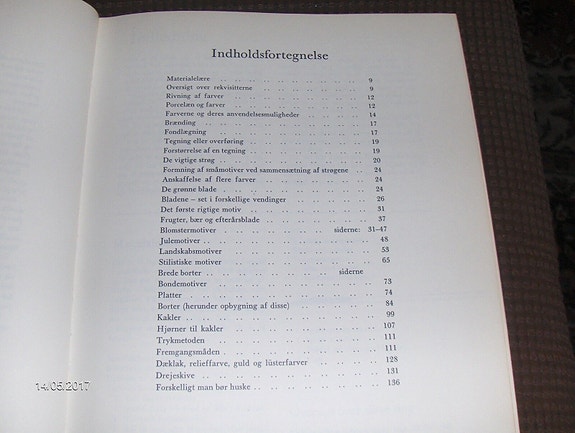 Indholdsfortegnelse
Materialelære .. .. .. .. .. .. .. .. .. .. 9
Oversigt over rekvisitterne .. .. .. .. .. .. .. 9
Rivning af farver .. .. .. .. .. .. .. .. .. 12
Porcelæn og farver .. .. .. .. .. .. .. .. .. 12
Farverne og deres anvendelsesmuligheder .. .. .. .. 14
Brænding .. .. .. .. .. .. .. .. .. .. 17
Fondlægning .. .. .. .. .. .. .. .. .. .. 17
Tegning eller overføring .. .. .. .. .. .. .. .. 19
Forstørrelse af en tegning .. .. .. .. .. .. .. 19
De vigtige strøg .. .. .. .. .. .. .. .. .. 20
Formning af småmotiver ved sammensætning af strøgene .. 24
Anskaffelse af flere farver .. .. .. .. .. .. .. 24
De grønne blade .. .. .. .. .. .. .. .. .. 24
Bladene – set i forskellige vendinger .. .. .. .. .. 26
Det første rigtige motiv .. .. .. .. .. .. .. .. 31
Frugter, bær og efterårsblade .. .. .. .. .. .. 37
Blomstermotiver .. .. .. .. .. .. siderne: 31–47
Julemotiver .. .. .. .. .. .. .. .. .. .. 48
Landskabsmotiver .. .. .. .. .. .. .. .. .. 53
Stilistiske motiver .. .. .. .. .. .. .. .. .. 65
Brede borter .. .. .. .. .. .. .. siderne
Bondemotiver .. .. .. .. .. .. .. .. .. 73
Platter .. .. .. .. .. .. .. .. .. .. .. 74
Borter (herunder opbygning af disse) .. .. .. .. .. 84
Kakler .. .. .. .. .. .. .. .. .. .. .. 99
Hjørner til kakler .. .. .. .. .. .. .. .. .. 107
Trykmetoden .. .. .. .. .. .. .. .. .. .. 111
Fremgangsmåden .. .. .. .. .. .. .. .. .. 111
Dæklak, relieffarve, guld og lüsterfarver .. .. .. .. 128
Drejeskive .. .. .. .. .. .. .. .. .. .. 131
Forskelligt man bør huske .. .. .. .. .. .. .. 136
14/05/2017